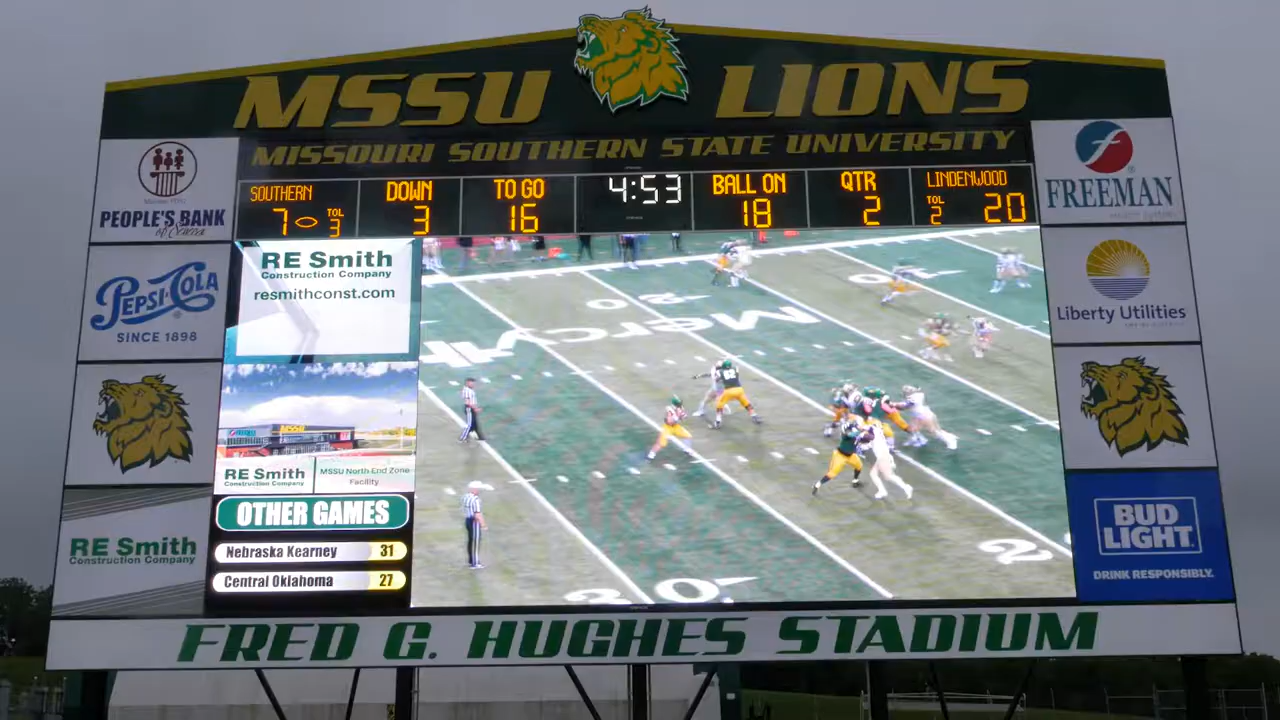 MSSU LIONS
MISSOURI SOUTHERN STATE UNIVERSITY
PEOPLE'S BANK
PEPSI-COLA
SINCE 1898
RE Smith
Construction Company
SOUTHERN
7
TOL
3
DOWN
3
TO GO
16
4:53
BALL ON
18
QTR
2
LINDENWOOD
TOL
2
20
RE Smith
Construction Company
resmithconst.com
MSSU
RE Smith
Construction Company
MSSU North End Zone
Facility
OTHER GAMES
Nebraska Kearney 31
Central Oklahoma 27
Mercy
FREEMAN
Liberty Utilities
BUD
LIGHT
DRINK RESPONSIBLY.
FRED G. HUGHES STADIUM